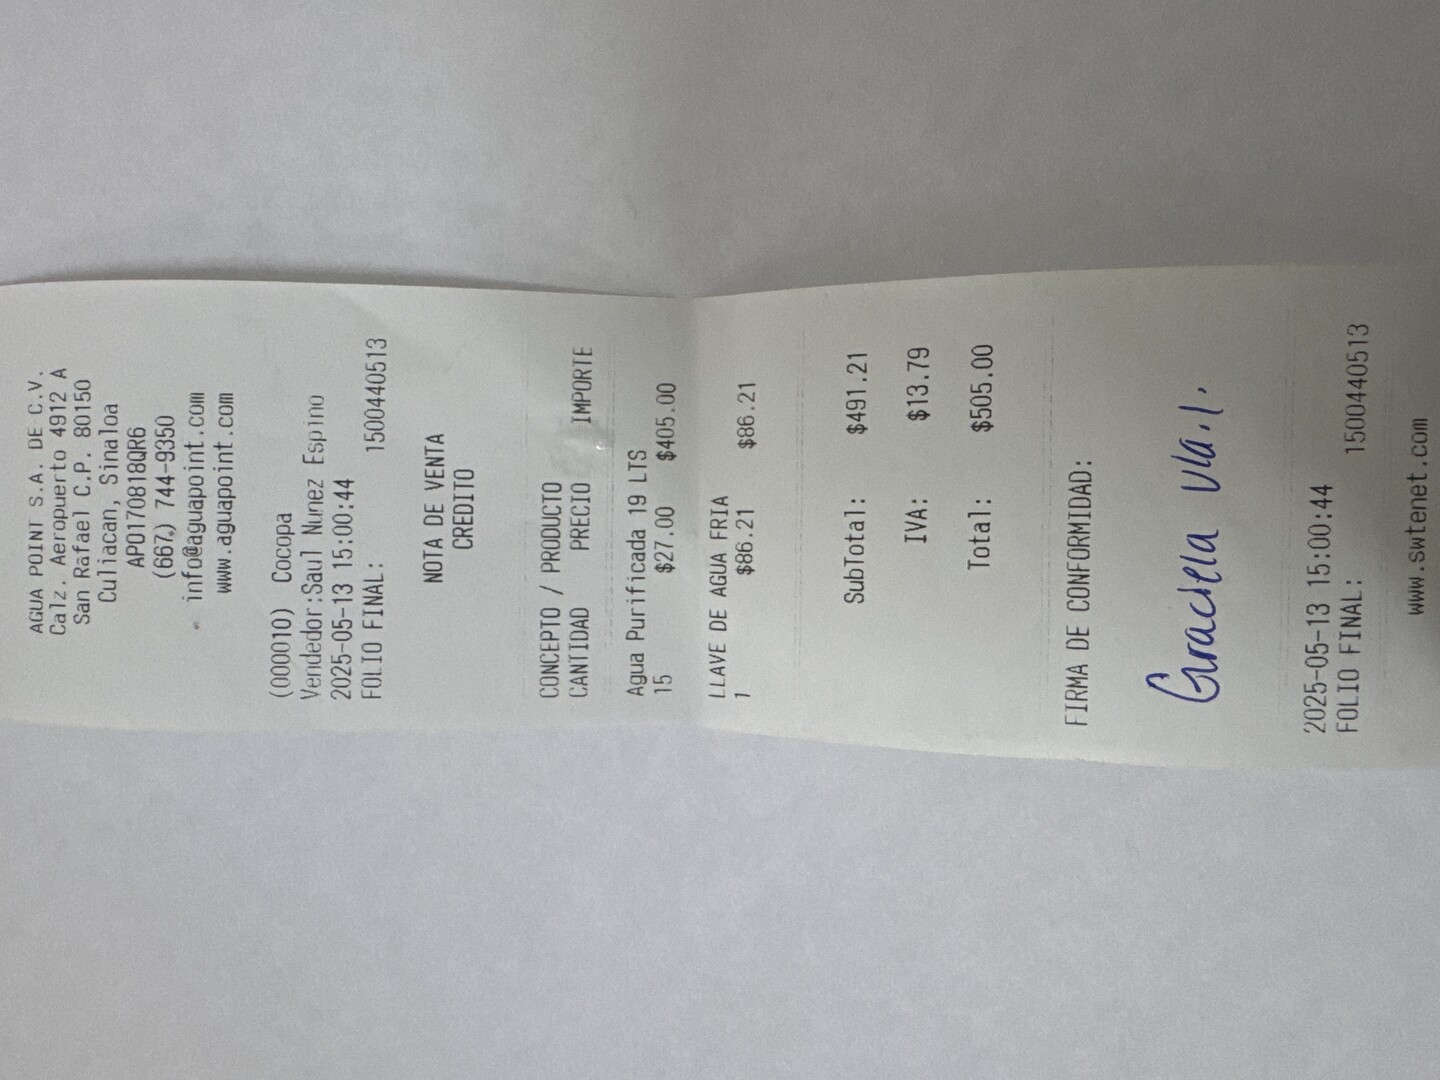 AGUA POINT S.A. DE C.V.
Calz. Aeropuerto 4912 A
San Rafael C.P. 80150
Culiacan, Sinaloa
APO170818QR6
(667) 744-9350
info@aguapoint.com
www.aguapoint.com
(000010) Cocopa
Vendedor:Saul Nunez Espino
2025-05-13 15:00:44
FOLIO FINAL: 1500440513
NOTA DE VENTA
CREDITO
CONCEPTO / PRODUCTO
CANTIDAD PRECIO IMPORTE
Agua Purificada 19 LTS
15 $27.00 $405.00
LLAVE DE AGUA FRIA
1 $86.21 $86.21
SubTotal: $491.21
IVA: $13.79
Total: $505.00
FIRMA DE CONFORMIDAD:
Graciela
2025-05-13 15:00:44
FOLIO FINAL: 1500440513
www.swtenet.com